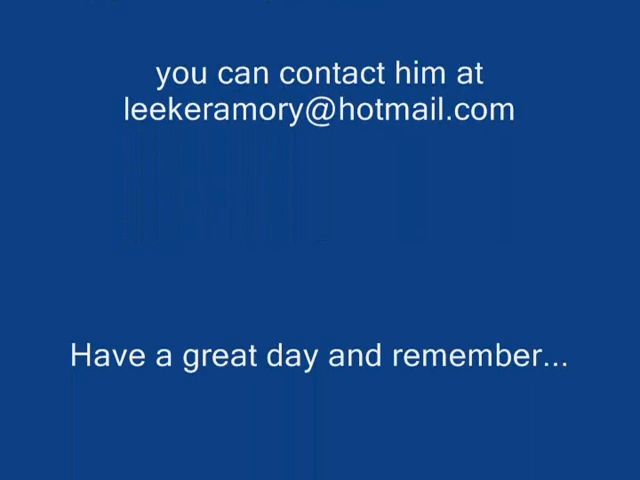 you can contact him at
leekeramory@hotmail.com
Have a great day and remember...